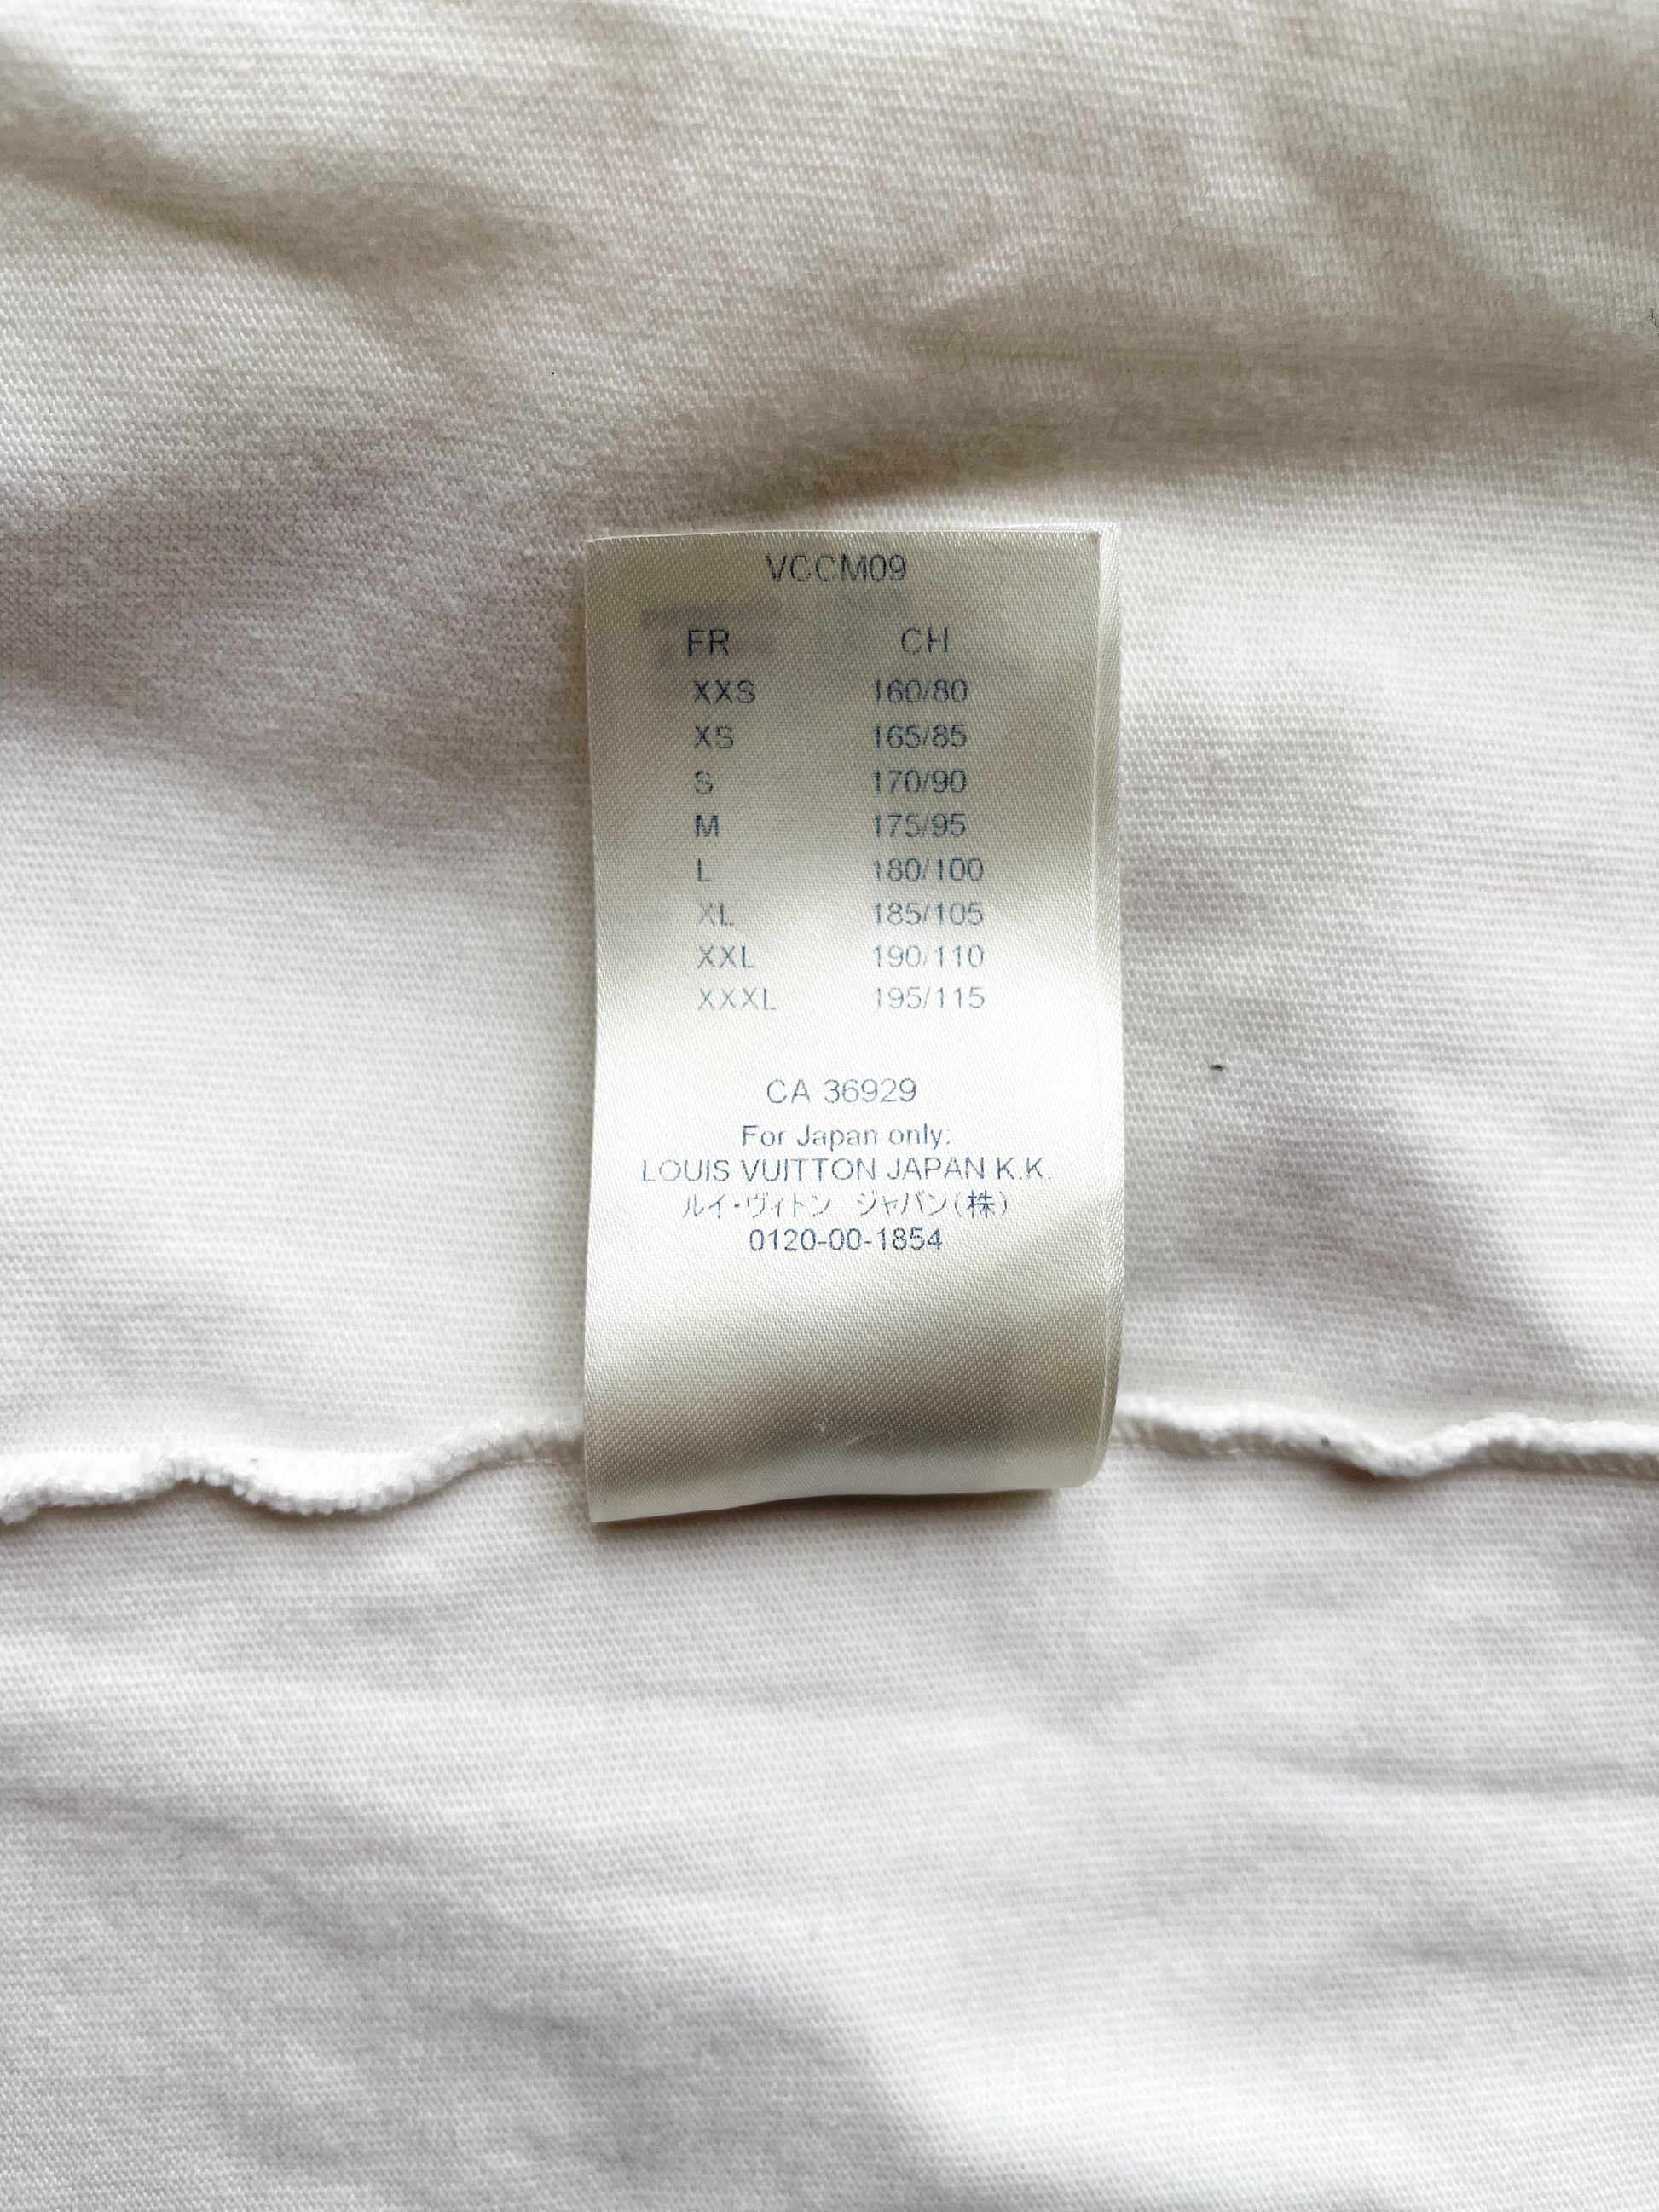 VCCM09
FR CH
XXS 160/80
XS 165/85
S 170/90
M 175/95
L 180/100
XL 185/105
XXL 190/110
XXXL 195/115
CA 36929
For Japan only:
LOUIS VUITTON JAPAN K.K.
ルイ・ヴィトン ジャパン(株)
0120-00-1854